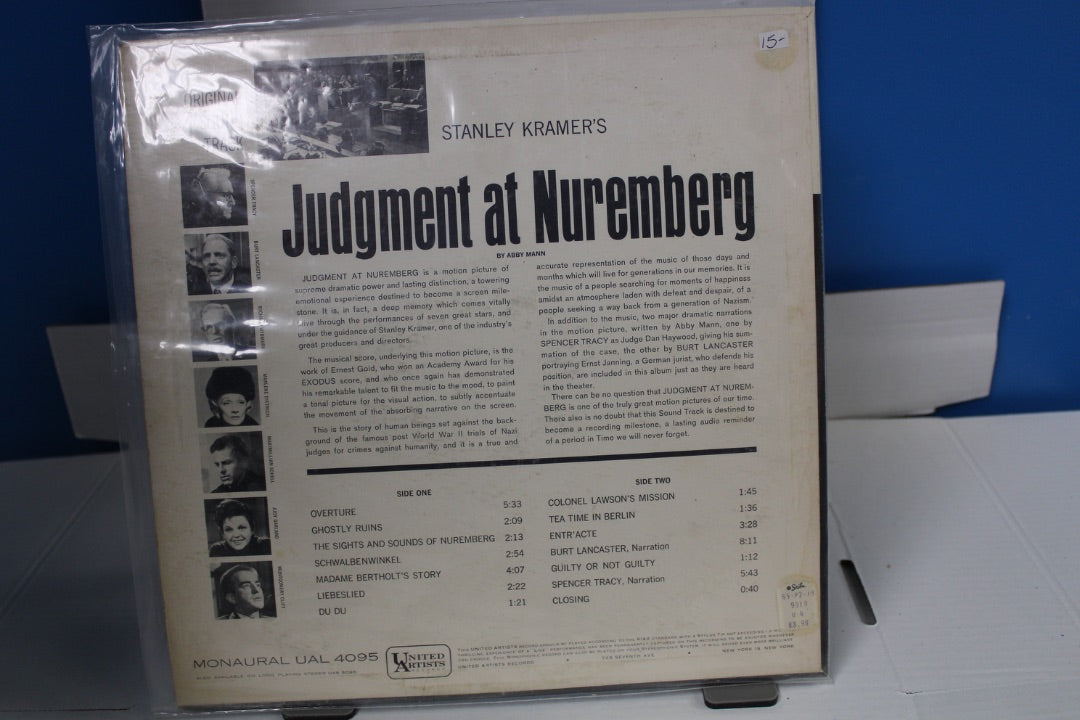 15-
ORIGINAL
TRACK
STANLEY KRAMER'S
Judgment at Nuremberg
BY ABBY MANN
SPENCER TRACY
BURT LANCASTER
MARLENE DIETRICH
MAXIMILIAN SCHELL
JUDY GARLAND
MONTGOMERY CLIFT
JUDGMENT AT NUREMBERG is a motion picture of
supreme dramatic power and lasting distinction, a towering
emotional experience destined to become a screen mile-
stone. It is, in fact, a deep memory which comes vitally
alive through the performances of seven great stars, and
under the guidance of Stanley Kramer, one of the industry's
great producers and directors.
The musical score, underlying this motion picture, is the
work of Ernest Gold, who won an Academy Award for his
EXODUS score, and who once again has demonstrated
his remarkable talent to fit the music to the mood, to paint
a tonal picture for the visual action, to subtly accentuate
the movement of the absorbing narrative on the screen.
This is the story of human beings set against the back-
ground of the famous post World War II trials of Nazi
judges for crimes against humanity, and it is a true and
accurate representation of the music of those days and
months which will live for generations in our memories. It is
the music of a people searching for moments of happiness
amidst an atmosphere laden with defeat and despair, of a
people seeking a way back from a generation of Nazism.
In addition to the music, two major dramatic narrations
in the motion picture, written by Abby Mann, one by
SPENCER TRACY as Judge Dan Haywood, giving his sum-
mation of the case, the other by BURT LANCASTER
portraying Ernst Janning, a German jurist, who defends his
position, are included in this album just as they are heard
in the theater.
There can be no question that JUDGMENT AT NUREM-
BERG is one of the truly great motion pictures of our time.
There also is no doubt that this Sound Track is destined to
become a recording milestone, a lasting audio reminder
of a period in Time we will never forget.
SIDE ONE
OVERTURE 5:33
GHOSTLY RUINS 2:09
THE SIGHTS AND SOUNDS OF NUREMBERG 2:13
SCHWALBENWINKEL 2:54
MADAME BERTHOLT'S STORY 4:07
LIEBESLIED 2:22
DU DU 1:21
SIDE TWO
COLONEL LAWSON'S MISSION 1:45
TEA TIME IN BERLIN 1:36
ENTR'ACTE 3:28
BURT LANCASTER, Narration 8:11
GUILTY OR NOT GUILTY 1:12
SPENCER TRACY, Narration 5:43
CLOSING 0:40
MONAURAL UAL 4095
UNITED
ARTISTS
RECORDS
UNITED ARTISTS RECORDS • 729 SEVENTH AVE. • NEW YORK 19, NEW YORK
$3.99